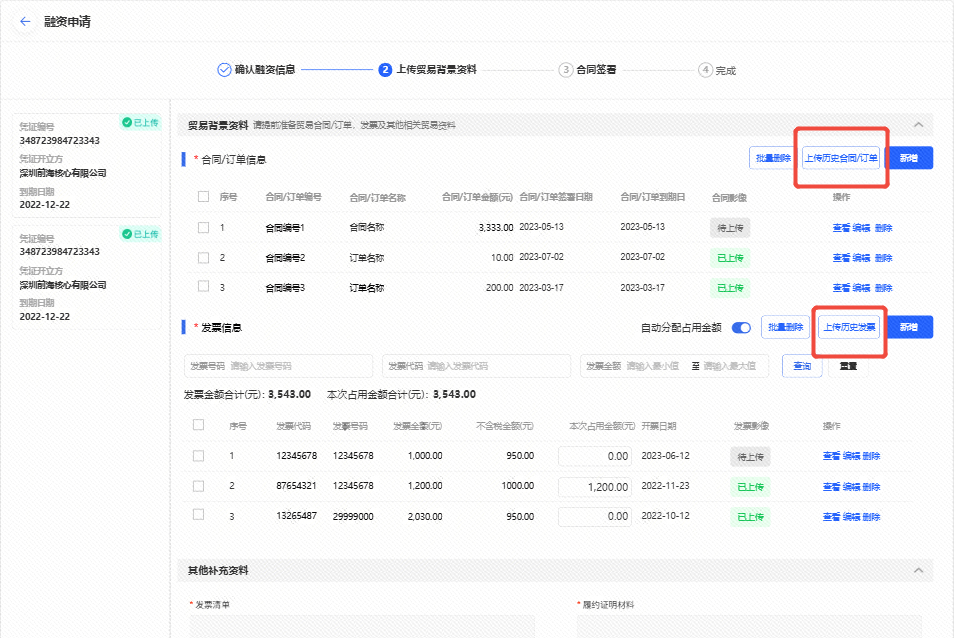 融资申请
确认融资信息 2 上传贸易背景资料 3 合同签署 4 完成
凭证编号 已上传
348723984723343
凭证开立方
深圳前海核心有限公司
到期日期
2022-12-22
凭证编号 已上传
348723984723343
凭证开立方
深圳前海核心有限公司
到期日期
2022-12-22
贸易背景资料 请提前准备贸易合同/订单、发票及其他相关贸易资料
* 合同/订单信息 批量删除 上传历史合同/订单 新增
序号 合同/订单编号 合同/订单名称 合同/订单金额(元) 合同/订单签署日期 合同/订单到期日 合同影像 操作
1 合同编号1 合同名称 3,333.00 2023-05-13 2023-05-13 待上传 查看 编辑 删除
2 合同编号2 订单名称 10.00 2023-07-02 2023-07-02 已上传 查看 编辑 删除
3 合同编号3 订单名称 200.00 2023-03-17 2023-03-17 已上传 查看 编辑 删除
* 发票信息 自动分配占用金额 批量删除 上传历史发票 新增
发票号码 请输入发票号码 发票代码 请输入发票代码 发票金额 请输入最小值 至 请输入最大值 查询 重置
发票金额合计(元): 3,543.00 本次占用金额合计(元): 3,543.00
序号 发票代码 发票号码 发票金额(元) 不含税金额(元) 本次占用金额(元) 开票日期 发票影像 操作
1 12345678 12345678 1,000.00 950.00 0.00 2023-06-12 待上传 查看 编辑 删除
2 87654321 12345678 1,200.00 1000.00 1,200.00 2022-11-23 已上传 查看 编辑 删除
3 13265487 29999000 2,030.00 950.00 0.00 2022-10-12 已上传 查看 编辑 删除
其他补充资料
* 发票清单 * 履约证明材料